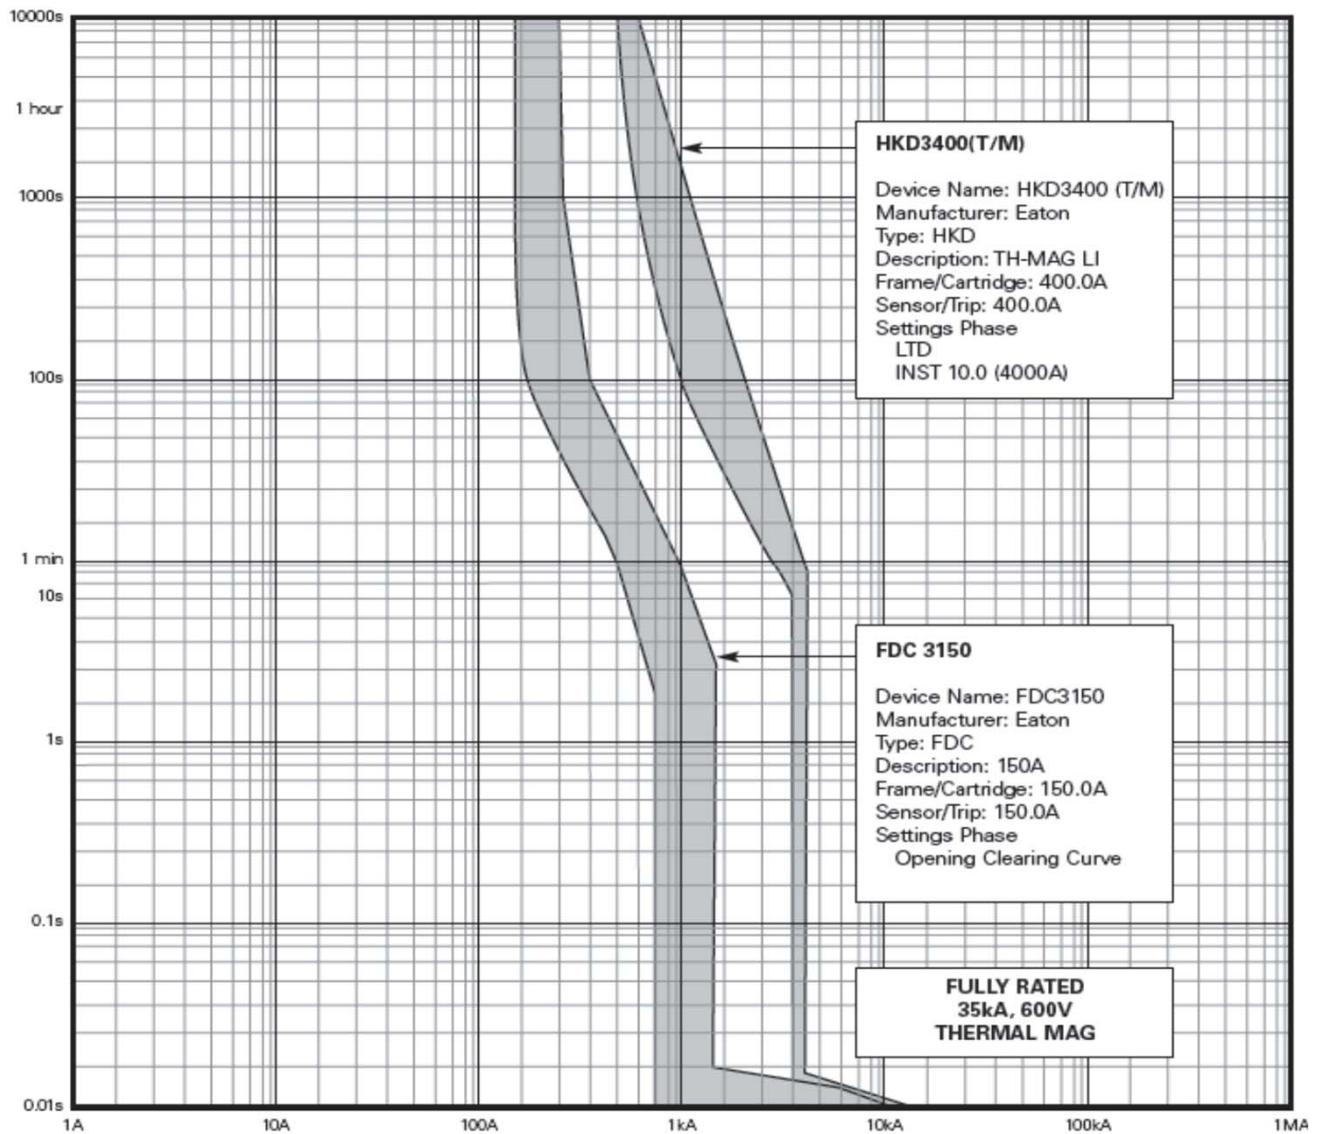 10000s
1 hour
1000s
100s
1 min
10s
1s
0.1s
0.01s
1A
10A
100A
1kA
10kA
100kA
1MA
HKD3400(T/M)
Device Name: HKD3400 (T/M)
Manufacturer: Eaton
Type: HKD
Description: TH-MAG LI
Frame/Cartridge: 400.0A
Sensor/Trip: 400.0A
Settings Phase
LTD
INST 10.0 (4000A)
FDC 3150
Device Name: FDC3150
Manufacturer: Eaton
Type: FDC
Description: 150A
Frame/Cartridge: 150.0A
Sensor/Trip: 150.0A
Settings Phase
Opening Clearing Curve
FULLY RATED
35kA, 600V
THERMAL MAG